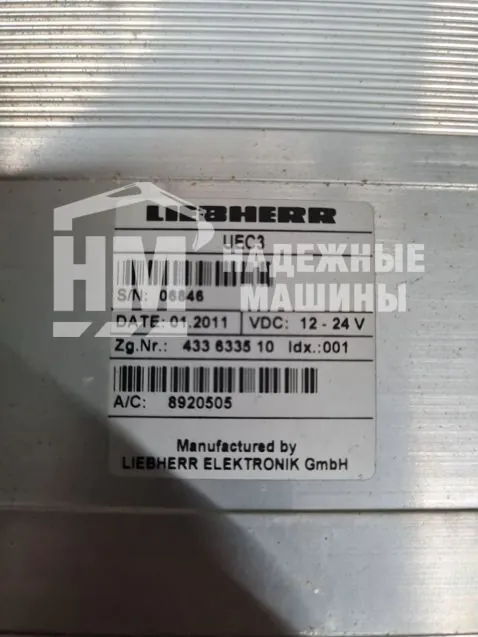 LIEBHERR
UEC3
S/N: 06846
DATE: 01.2011 VDC: 12 - 24 V
Zg.Nr.: 433 6335 10 Idx.:001
A/C: 8920505
Manufactured by
LIEBHERR ELEKTRONIK GmbH
НМ НАДЕЖНЫЕ
МАШИНЫ